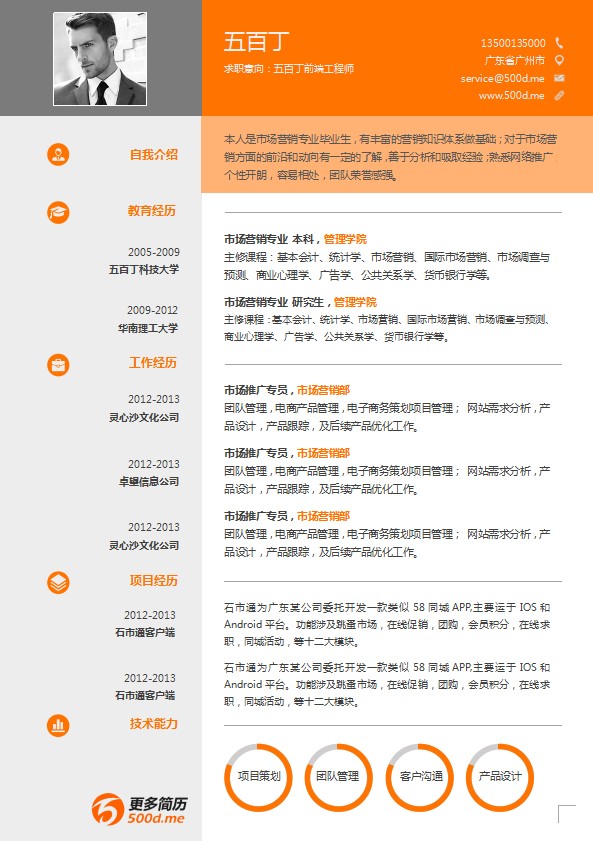 五百丁
求职意向：五百丁前端工程师
13500135000
广东省广州市
service@500d.me
www.500d.me
自我介绍
本人是市场营销专业毕业生，有丰富的营销知识体系做基础；对于市场营
销方面的前沿和动向有一定的了解，善于分析和吸取经验；熟悉网络推广
个性开朗，容易相处，团队荣誉感强。
教育经历
2005-2009
五百丁科技大学
市场营销专业 本科，管理学院
主修课程：基本会计、统计学、市场营销、国际市场营销、市场调查与
预测、商业心理学、广告学、公共关系学、货币银行学等。
2009-2012
华南理工大学
市场营销专业 研究生，管理学院
主修课程：基本会计、统计学、市场营销、国际市场营销、市场调查与预测、
商业心理学、广告学、公共关系学、货币银行学等。
工作经历
2012-2013
灵心沙文化公司
市场推广专员，市场营销部
团队管理，电商产品管理，电子商务策划项目管理； 网站需求分析，产
品设计，产品跟踪，及后续产品优化工作。
2012-2013
卓望信息公司
市场推广专员，市场营销部
团队管理，电商产品管理，电子商务策划项目管理； 网站需求分析，产
品设计，产品跟踪，及后续产品优化工作。
2012-2013
灵心沙文化公司
市场推广专员，市场营销部
团队管理，电商产品管理，电子商务策划项目管理； 网站需求分析，产
品设计，产品跟踪，及后续产品优化工作。
项目经历
2012-2013
石市通客户端
石市通为广东某公司委托开发一款类似 58 同城 APP,主要运于 IOS 和
Android 平台。功能涉及跳蚤市场，在线促销，团购，会员积分，在线求
职，同城活动，等十二大模块。
2012-2013
石市通客户端
石市通为广东某公司委托开发一款类似 58 同城 APP,主要运于 IOS 和
Android 平台。功能涉及跳蚤市场，在线促销，团购，会员积分，在线求
职，同城活动，等十二大模块。
技术能力
项目策划
团队管理
客户沟通
产品设计
更多简历
500d.me